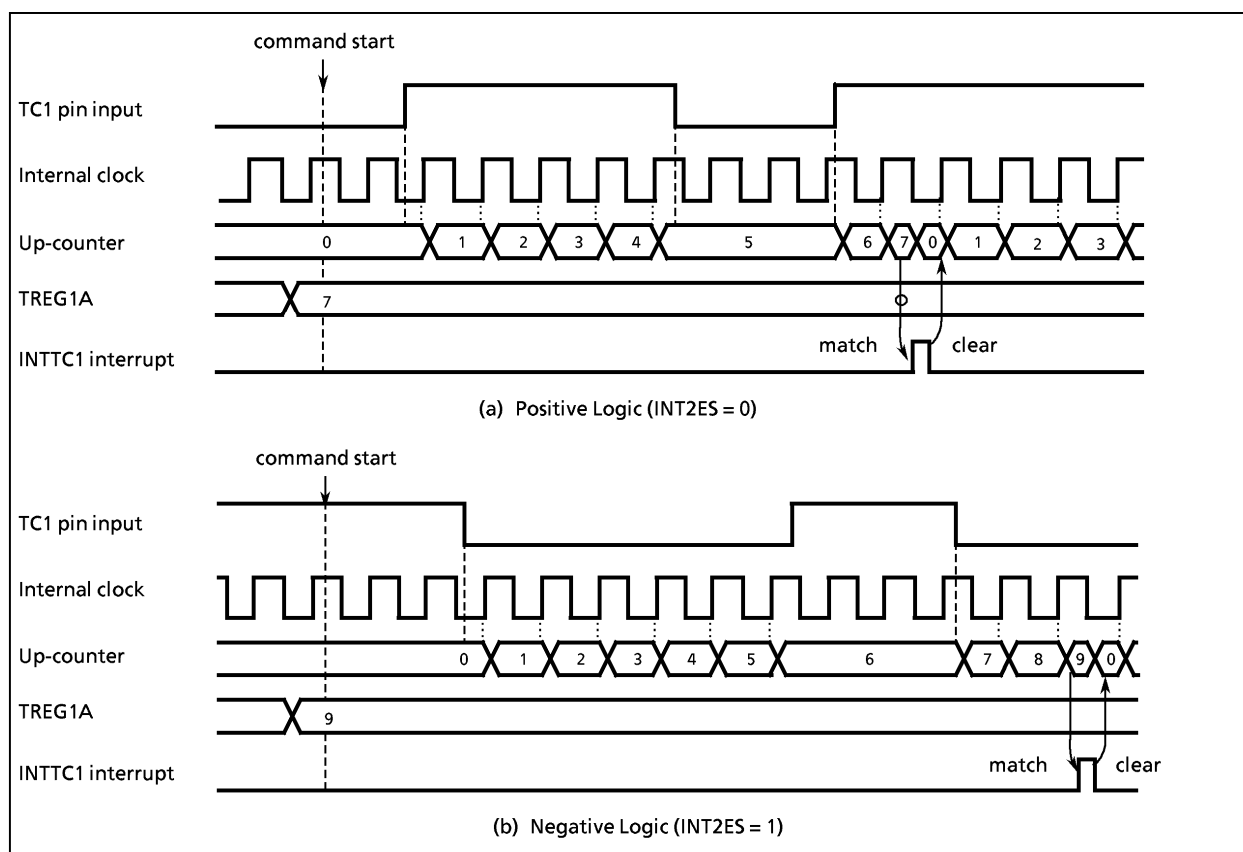 command start
TC1 pin input
Internal clock
Up-counter
0 1 2 3 4 5 6 7 0 1 2 3
TREG1A
7
INTTC1 interrupt
match clear
(a) Positive Logic (INT2ES = 0)
command start
TC1 pin input
Internal clock
Up-counter
0 1 2 3 4 5 6 7 8 9 0
TREG1A
9
INTTC1 interrupt
match clear
(b) Negative Logic (INT2ES = 1)